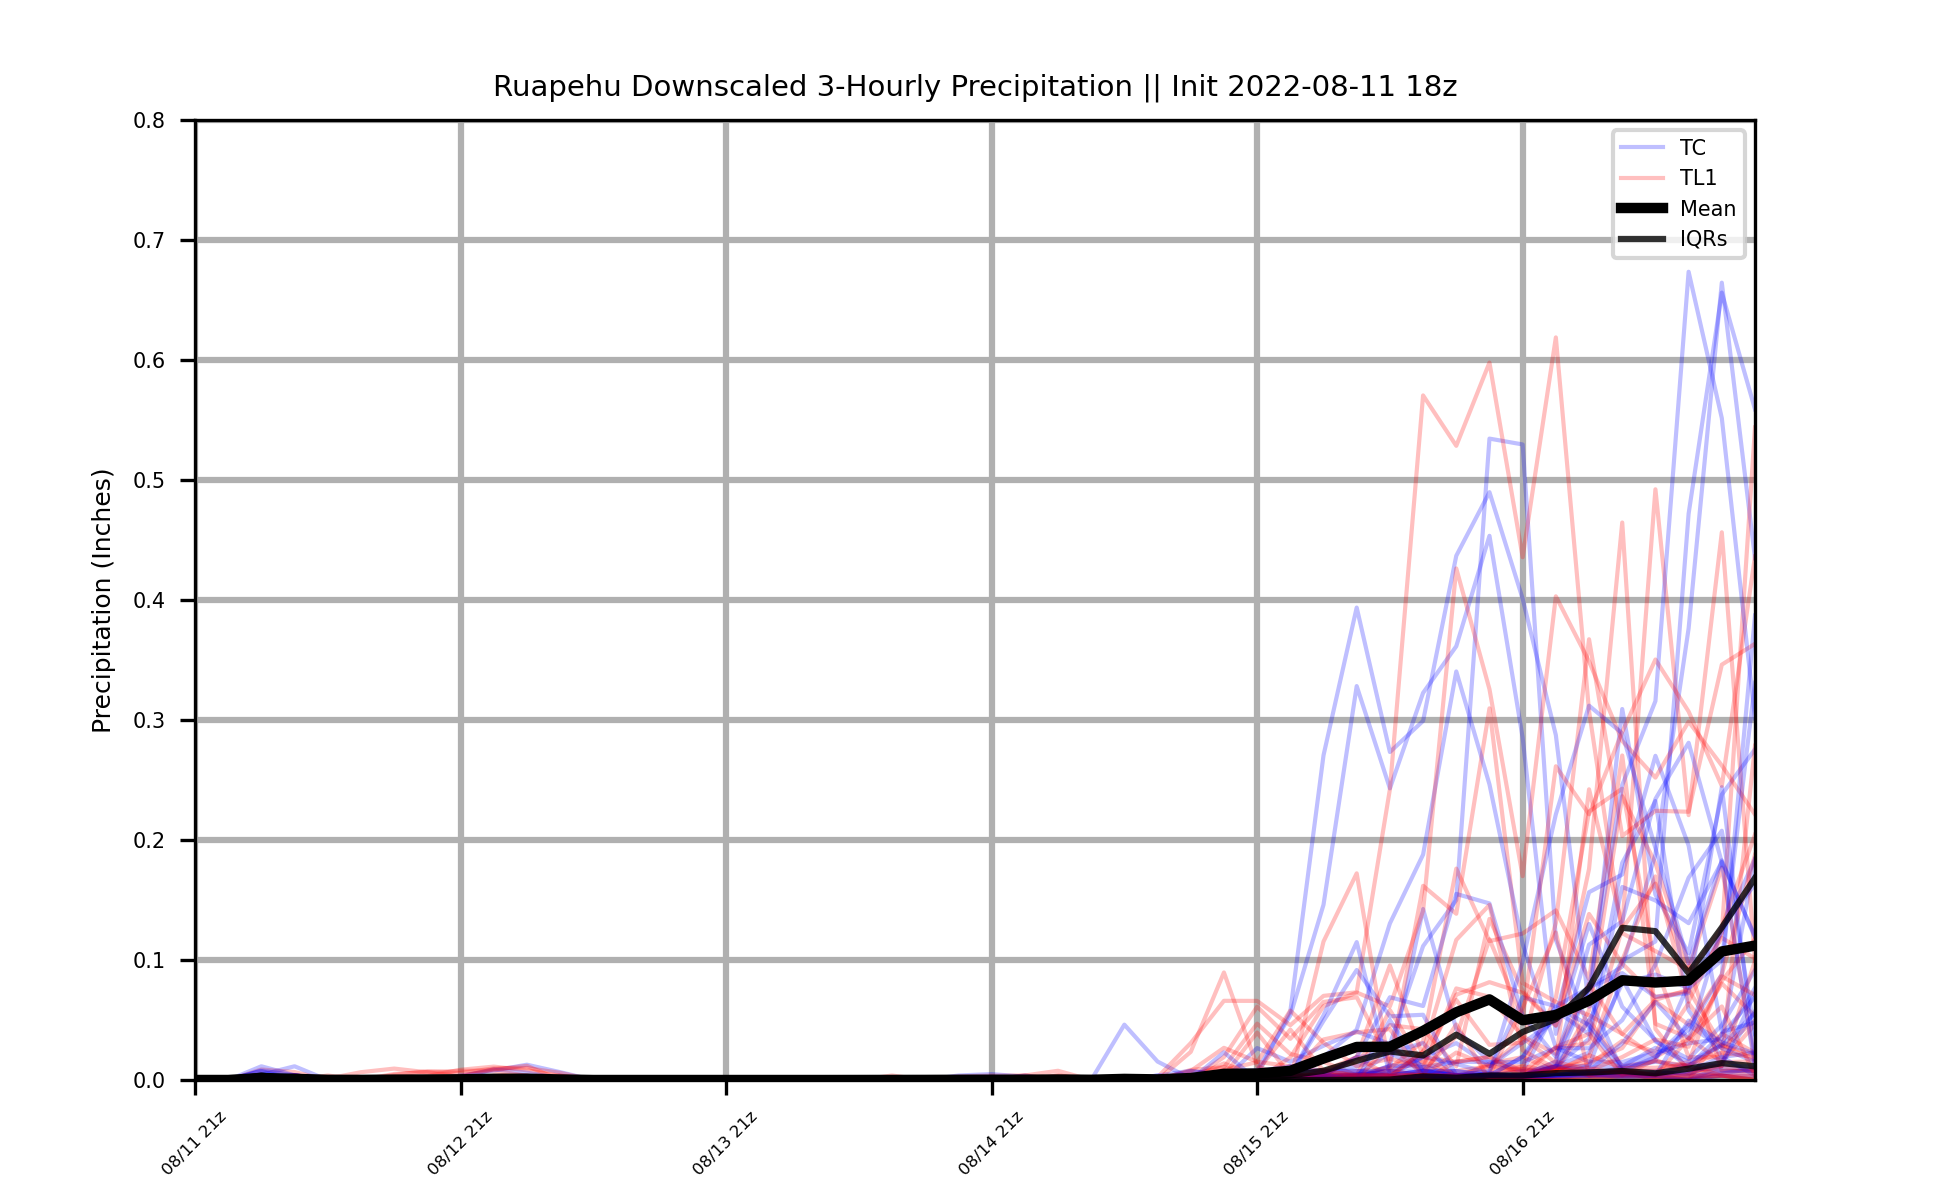 Ruapehu Downscaled 3-Hourly Precipitation || Init 2022-08-11 18z
Precipitation (Inches)
0.8
0.7
0.6
0.5
0.4
0.3
0.2
0.1
0.0
TC
TL1
Mean
IQRs
08/11 21z
08/12 21z
08/13 21z
08/14 21z
08/15 21z
08/16 21z